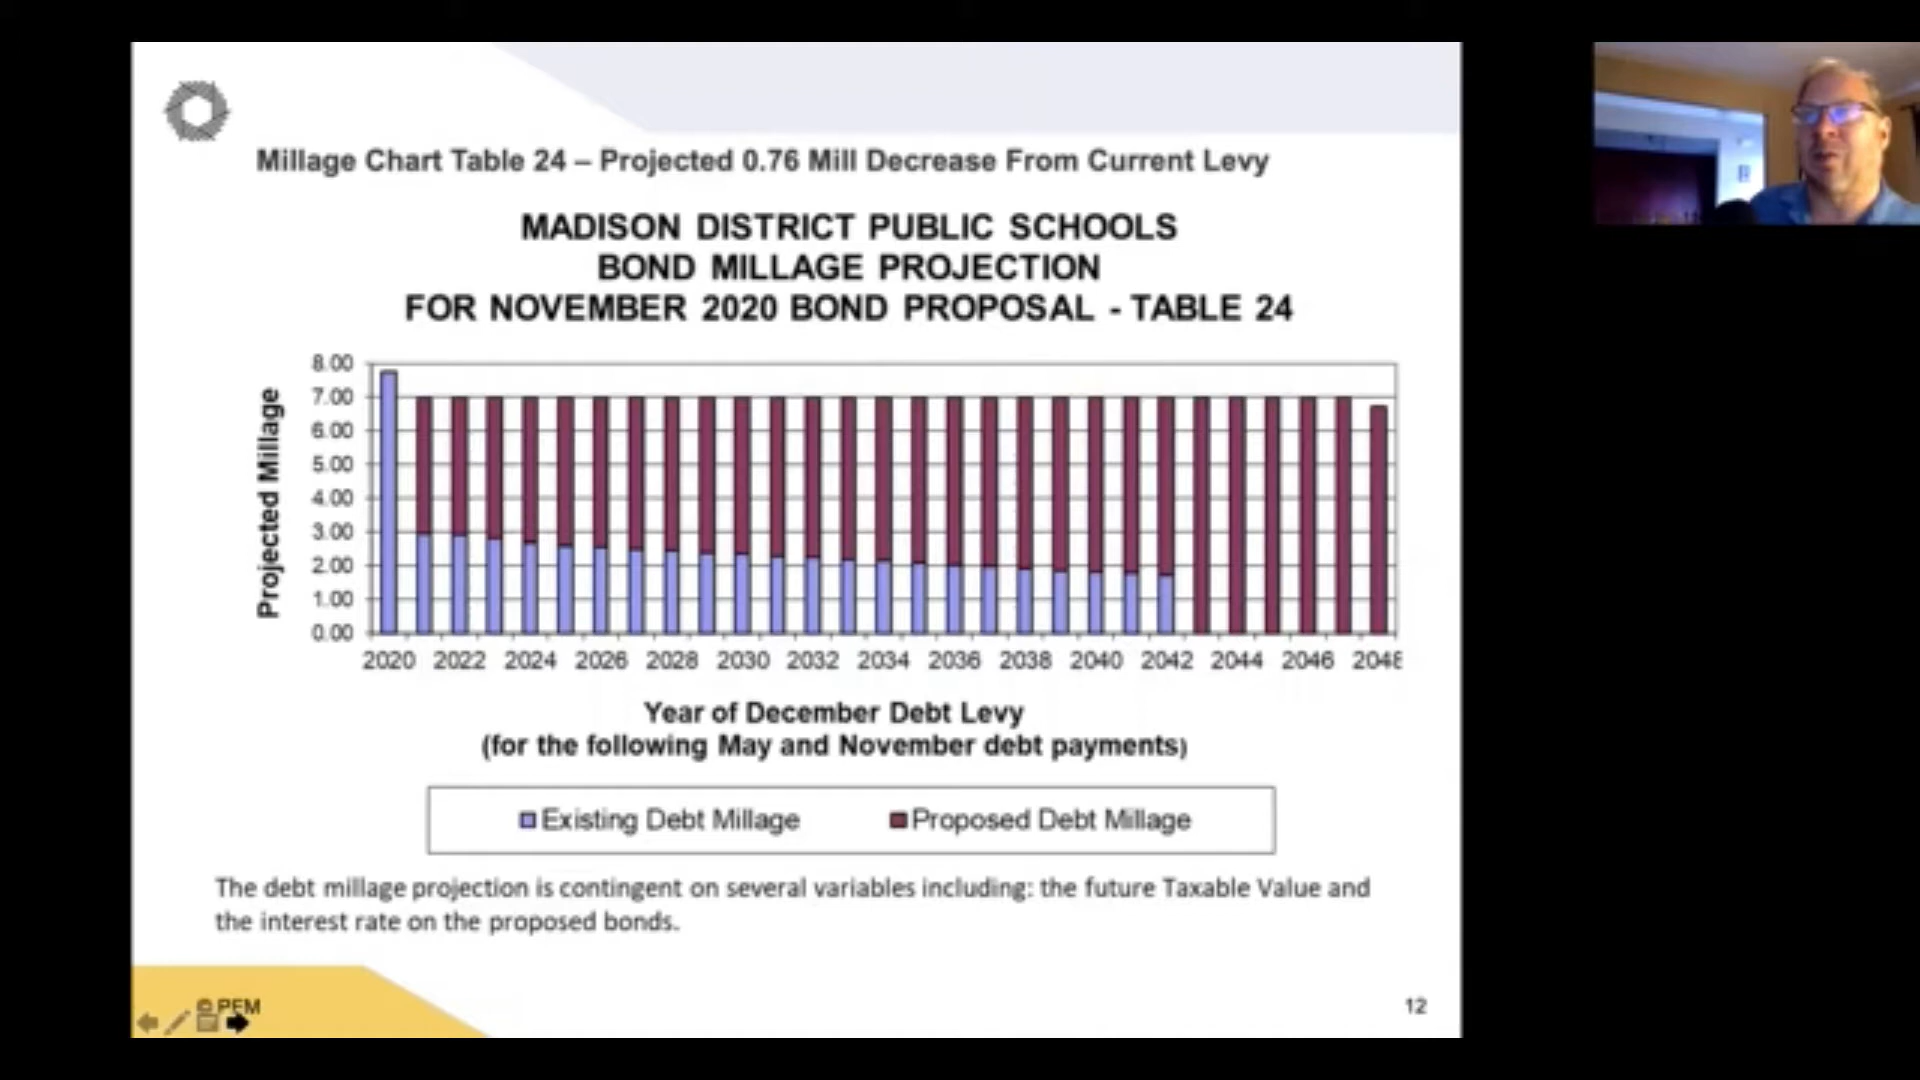 Millage Chart Table 24 – Projected 0.76 Mill Decrease From Current Levy
MADISON DISTRICT PUBLIC SCHOOLS
BOND MILLAGE PROJECTION
FOR NOVEMBER 2020 BOND PROPOSAL - TABLE 24
Projected Millage
8.00
7.00
6.00
5.00
4.00
3.00
2.00
1.00
0.00
2020 2022 2024 2026 2028 2030 2032 2034 2036 2038 2040 2042 2044 2046 2048
Year of December Debt Levy
(for the following May and November debt payments)
Existing Debt Millage Proposed Debt Millage
The debt millage projection is contingent on several variables including: the future Taxable Value and
the interest rate on the proposed bonds.
© PFM
12